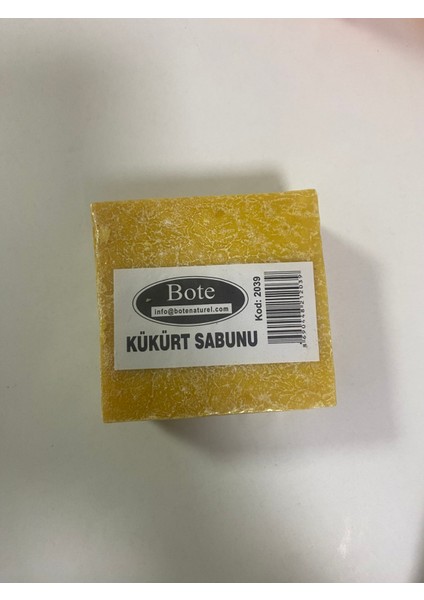 Bote
info@botenaturel.com
KÜKÜRT SABUNU
Kod: 2039